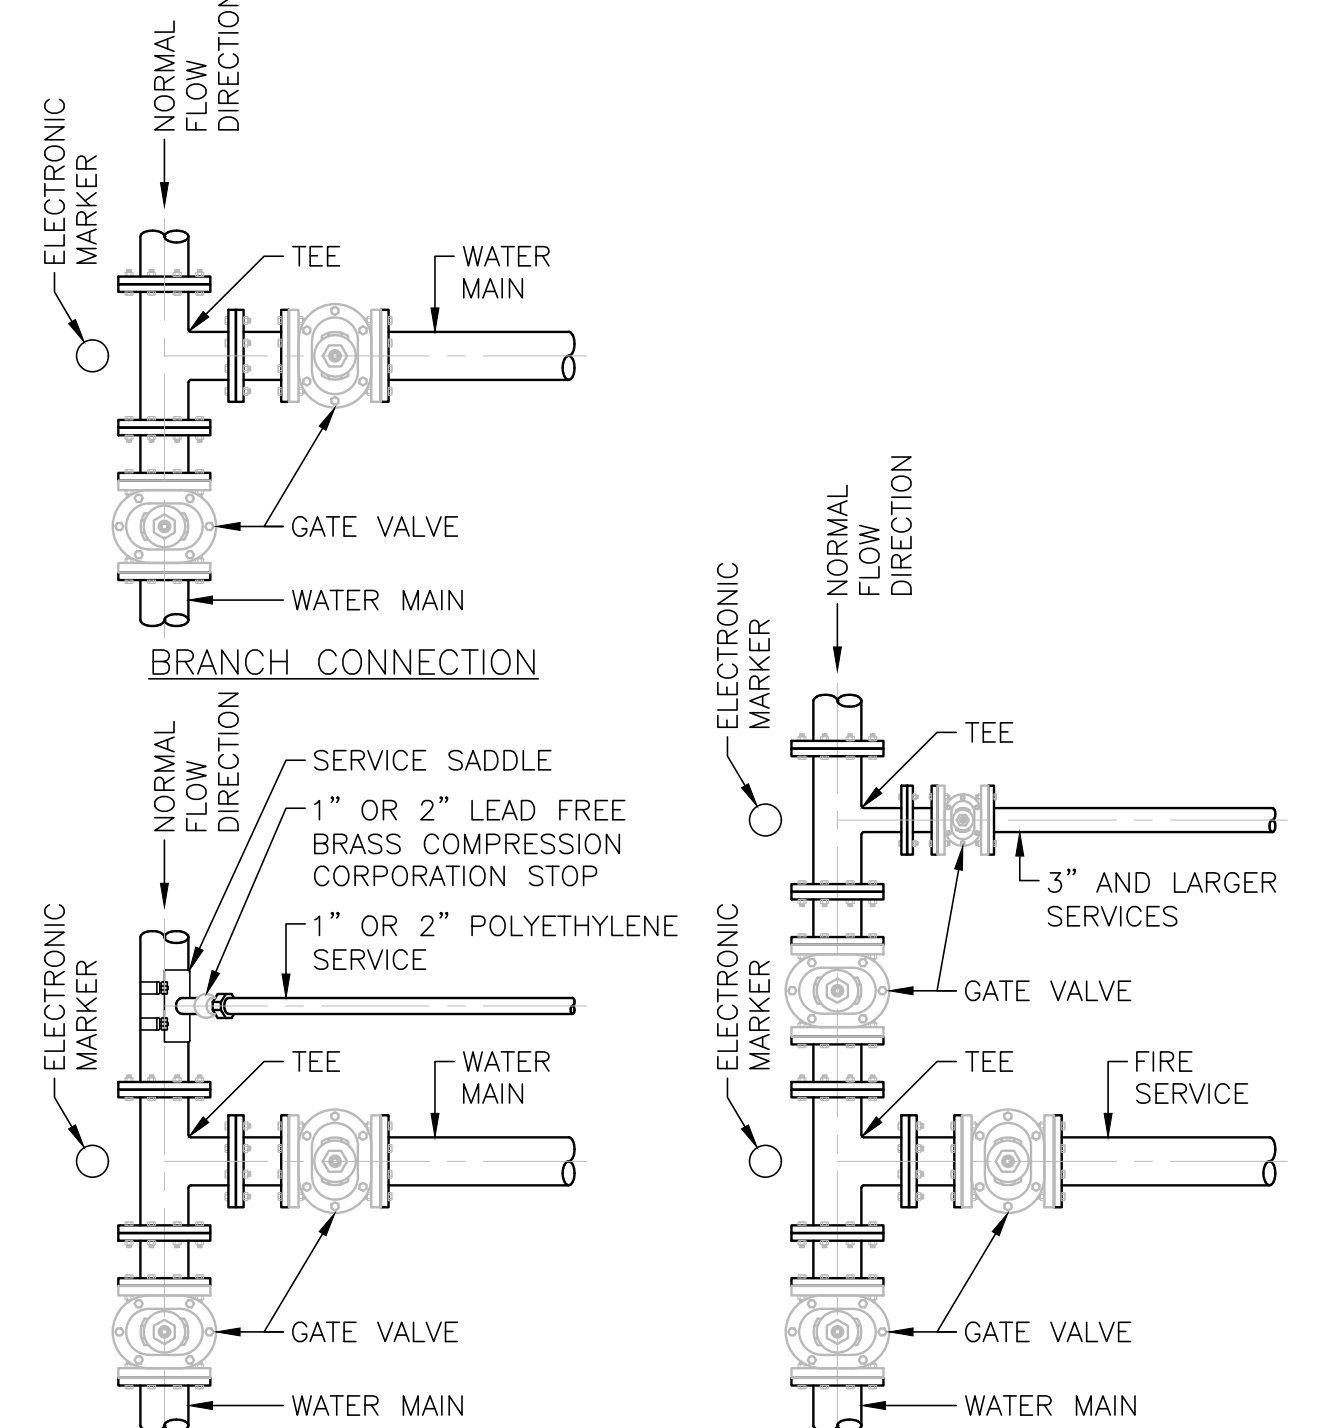 NORMAL
FLOW
DIRECTION
ELECTRONIC
MARKER
TEE
WATER
MAIN
GATE VALVE
WATER MAIN
BRANCH CONNECTION
NORMAL
FLOW
DIRECTION
SERVICE SADDLE
1” OR 2” LEAD FREE
BRASS COMPRESSION
CORPORATION STOP
1” OR 2” POLYETHYLENE
SERVICE
ELECTRONIC
MARKER
TEE
WATER
MAIN
GATE VALVE
WATER MAIN
NORMAL
FLOW
DIRECTION
ELECTRONIC
MARKER
TEE
3” AND LARGER
SERVICES
GATE VALVE
ELECTRONIC
MARKER
TEE
FIRE
SERVICE
GATE VALVE
WATER MAIN